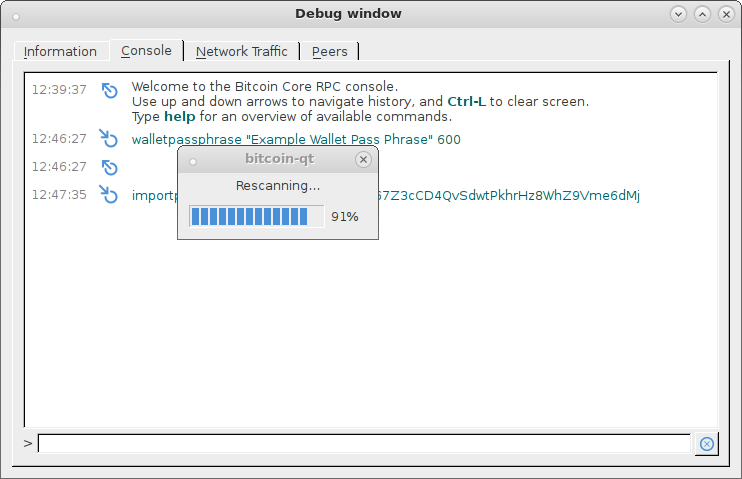 Debug window
Information Console Network Traffic Peers
12:39:37 Welcome to the Bitcoin Core RPC console.
Use up and down arrows to navigate history, and Ctrl-L to clear screen.
Type help for an overview of available commands.
12:46:27 walletpassphrase "Example Wallet Pass Phrase" 600
bitcoin-qt
12:46:27
Rescanning...
12:47:35
91%
>